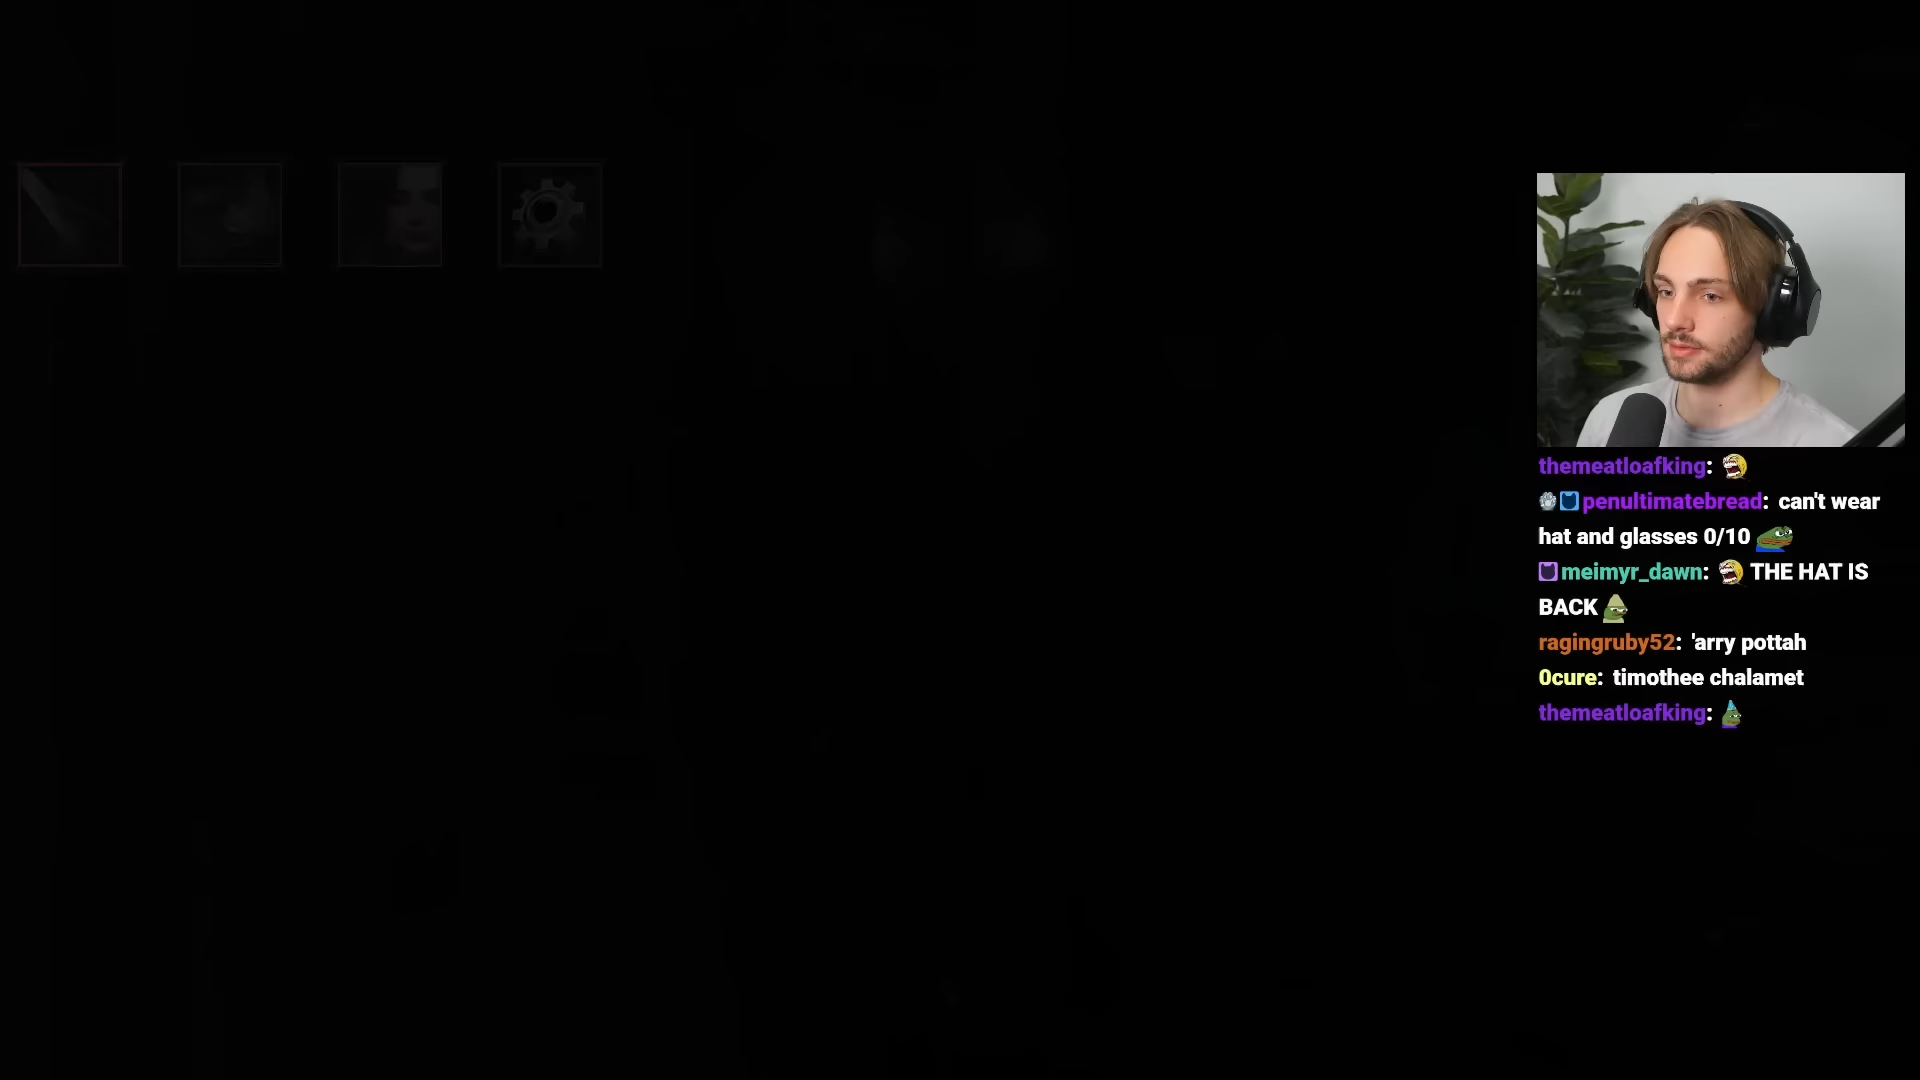 themeatloafking:
penultimatebread: can't wear
hat and glasses 0/10
meimyr_dawn: THE HAT IS
BACK
ragingruby52: 'arry pottah
0cure: timothee chalamet
themeatloafking: